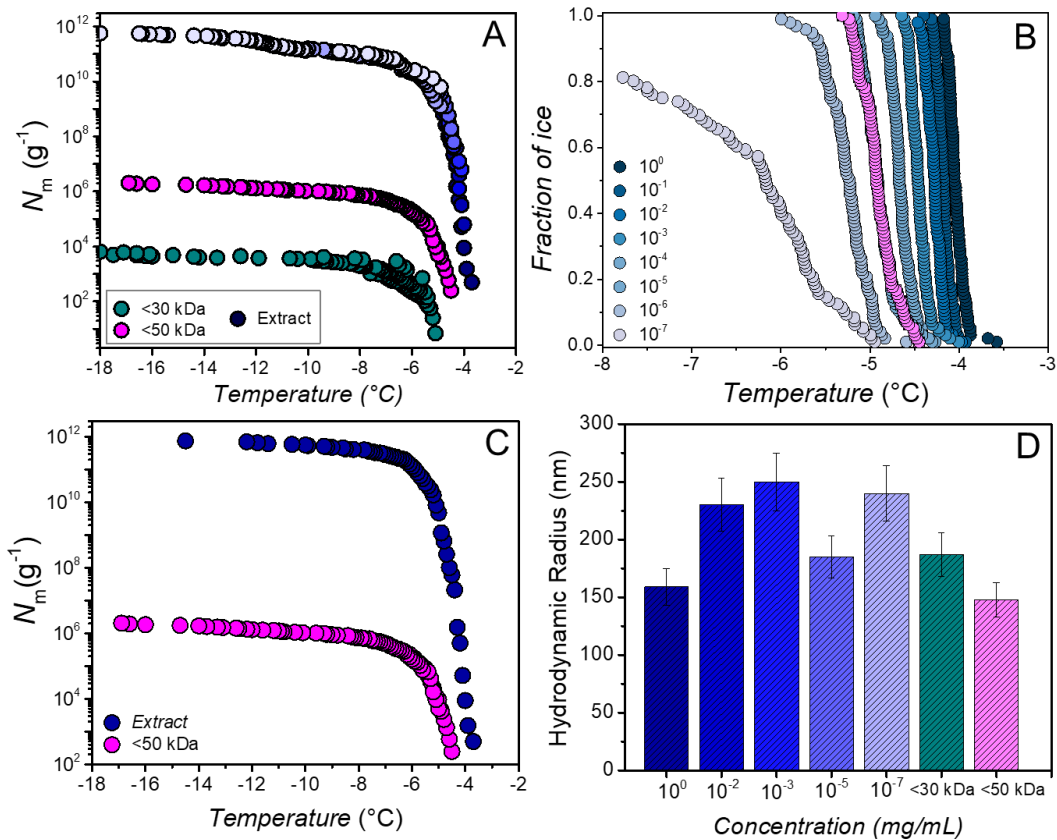 A
10¹²
10¹⁰
10⁸
10⁶
10⁴
10²
Nₘ (g⁻¹)
<30 kDa
<50 kDa
Extract
-18 -16 -14 -12 -10 -8 -6 -4 -2
Temperature (°C)
B
1.0
0.8
0.6
0.4
0.2
0.0
Fraction of ice
10⁰
10⁻¹
10⁻²
10⁻³
10⁻⁴
10⁻⁵
10⁻⁶
10⁻⁷
-8 -7 -6 -5 -4 -3
Temperature (°C)
C
10¹²
10¹⁰
10⁸
10⁶
10⁴
10²
Nₘ (g⁻¹)
Extract
<50 kDa
-18 -16 -14 -12 -10 -8 -6 -4 -2
Temperature (°C)
D
300
250
200
150
100
50
0
Hydrodynamic Radius (nm)
10⁰ 10⁻² 10⁻³ 10⁻⁵ 10⁻⁷ <30 kDa <50 kDa
Concentration (mg/mL)